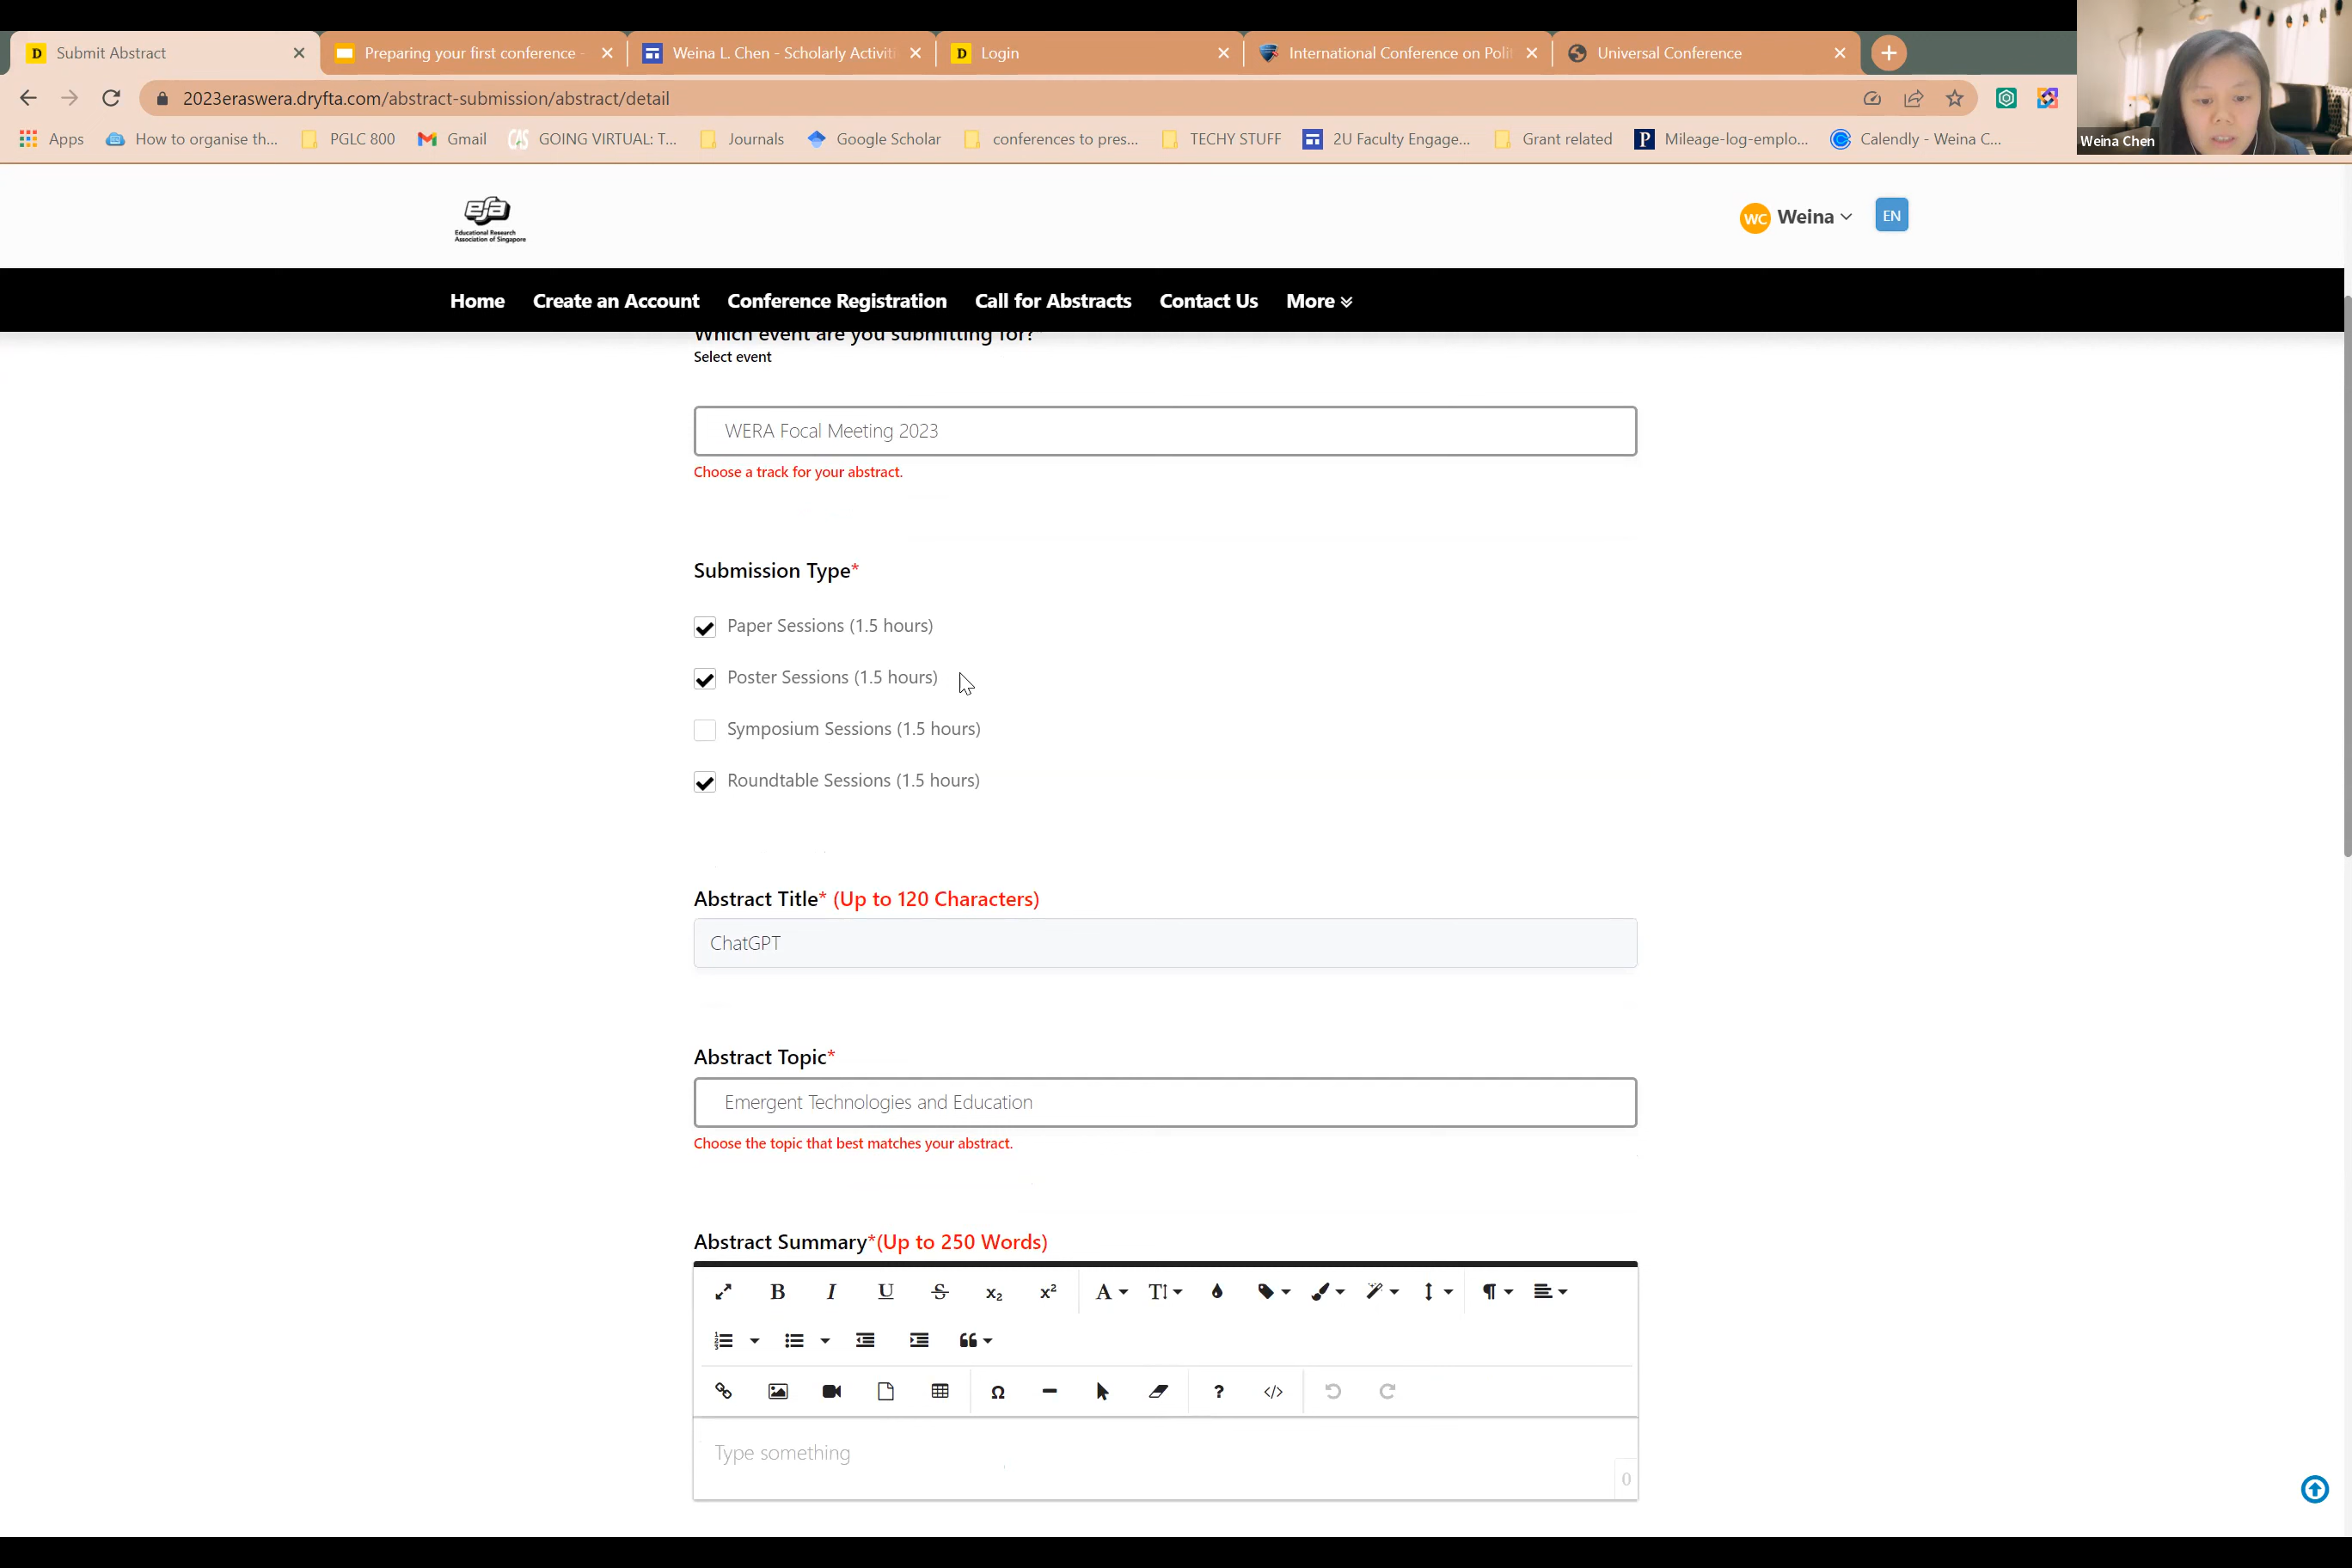 Submit Abstract
Preparing your first conference -
Weina L. Chen - Scholarly Activiti
Login
International Conference on Polit
Universal Conference
2023eraswera.dryfta.com/abstract-submission/abstract/detail
Apps
How to organise th...
PGLC 800
Gmail
GOING VIRTUAL: T...
Journals
Google Scholar
conferences to pres...
TECHY STUFF
2U Faculty Engage...
Grant related
Mileage-log-emplo...
Calendly - Weina C...
Weina Chen
Educational Research
Association of Singapore
WC Weina
EN
Home
Create an Account
Conference Registration
Call for Abstracts
Contact Us
More
Which event are you submitting for?
Select event
WERA Focal Meeting 2023
Choose a track for your abstract.
Submission Type*
Paper Sessions (1.5 hours)
Poster Sessions (1.5 hours)
Symposium Sessions (1.5 hours)
Roundtable Sessions (1.5 hours)
Abstract Title* (Up to 120 Characters)
ChatGPT
Abstract Topic*
Emergent Technologies and Education
Choose the topic that best matches your abstract.
Abstract Summary*(Up to 250 Words)
Type something
0